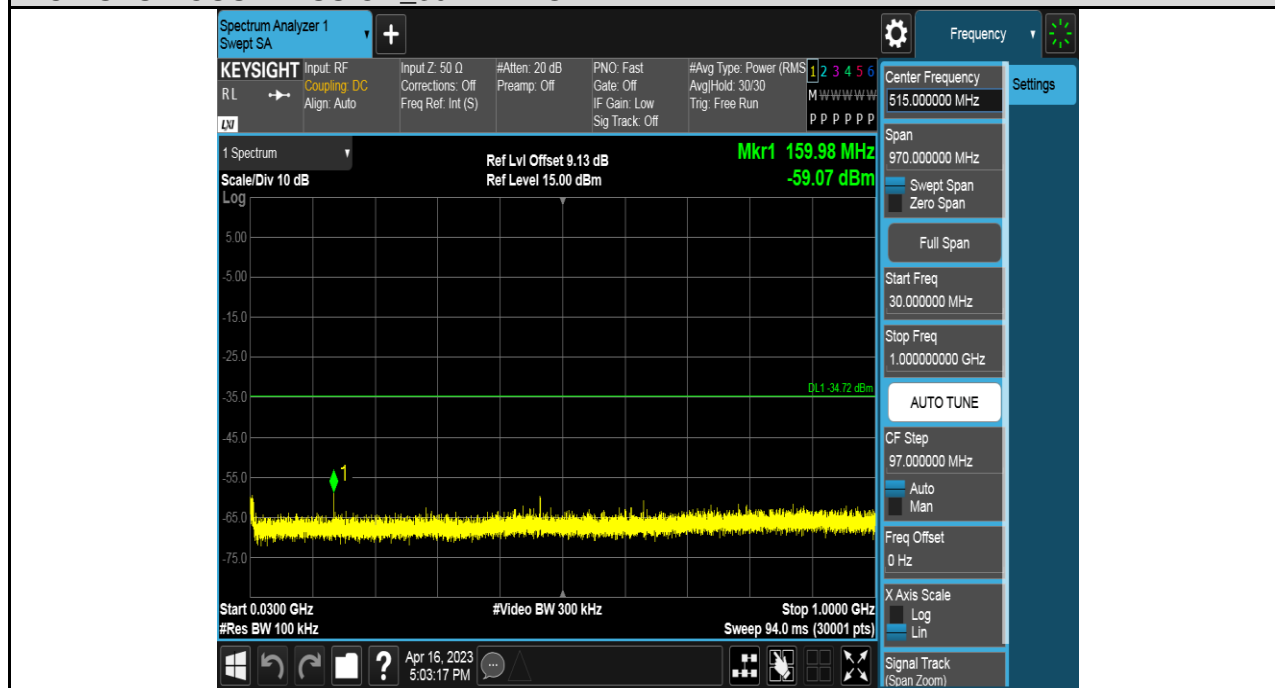 Spectrum Analyzer 1
Swept SA
+
Frequency
KEYSIGHT
RL
LXI
Input: RF
Coupling: DC
Align: Auto
Input Z: 50 Ω
Corrections: Off
Freq Ref: Int (S)
#Atten: 20 dB
Preamp: Off
PNO: Fast
Gate: Off
IF Gain: Low
Sig Track: Off
#Avg Type: Power (RMS
Avg|Hold: 30/30
Trig: Free Run
1 2 3 4 5 6
M W W W W W
P P P P P P
Center Frequency
515.000000 MHz
Settings
1 Spectrum
Scale/Div 10 dB
Ref Lvl Offset 9.13 dB
Ref Level 15.00 dBm
Mkr1 159.98 MHz
-59.07 dBm
Log
5.00
-5.00
-15.0
-25.0
-35.0
-45.0
-55.0
-65.0
-75.0
DL1 -34.72 dBm
1
Start 0.0300 GHz
#Res BW 100 kHz
#Video BW 300 kHz
Stop 1.0000 GHz
Sweep 94.0 ms (30001 pts)
Span
970.000000 MHz
Swept Span
Zero Span
Full Span
Start Freq
30.000000 MHz
Stop Freq
1.000000000 GHz
AUTO TUNE
CF Step
97.000000 MHz
Auto
Man
Freq Offset
0 Hz
X Axis Scale
Log
Lin
Signal Track
(Span Zoom)
?
Apr 16, 2023
5:03:17 PM